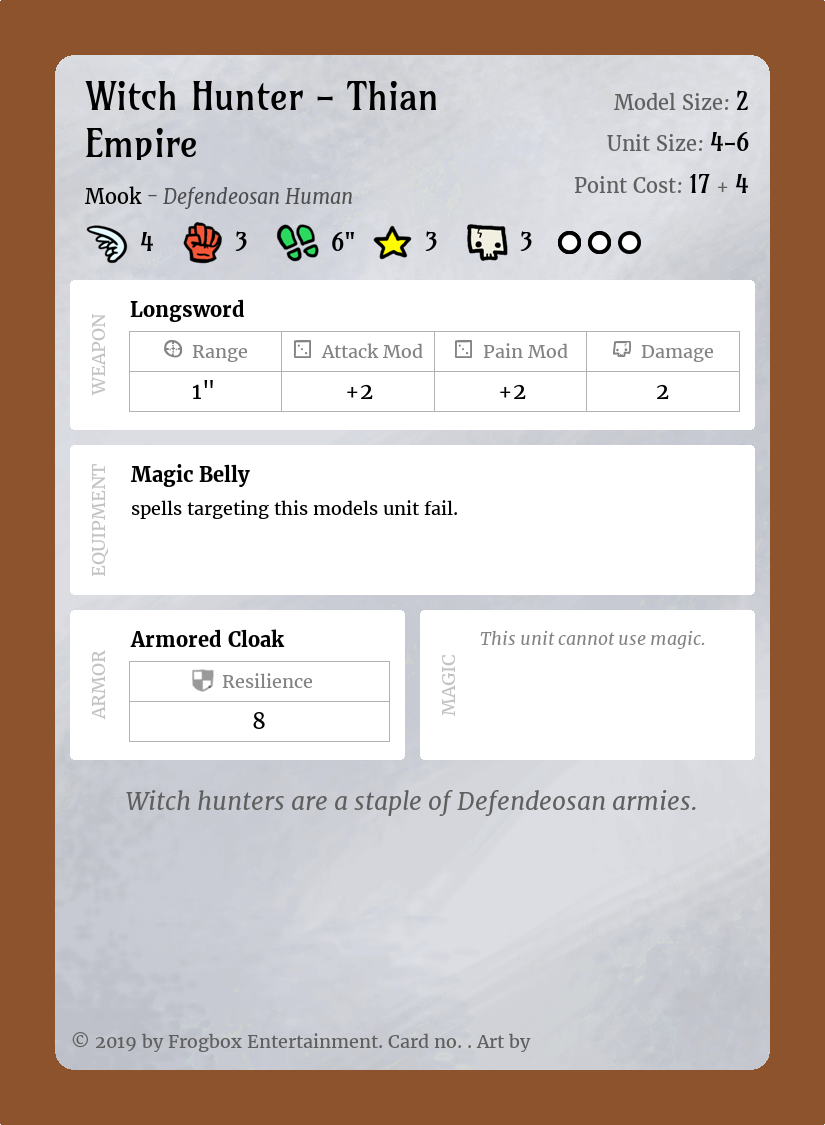 Witch Hunter – Thian
Empire
Model Size: 2
Unit Size: 4–6
Point Cost: 17 + 4
Mook – Defendeosan Human
4 3 6" 3 3
WEAPON
Longsword
Range Attack Mod Pain Mod Damage
1" +2 +2 2
EQUIPMENT
Magic Belly
spells targeting this models unit fail.
ARMOR
Armored Cloak
Resilience
8
MAGIC
This unit cannot use magic.
Witch hunters are a staple of Defendeosan armies.
© 2019 by Frogbox Entertainment. Card no. . Art by